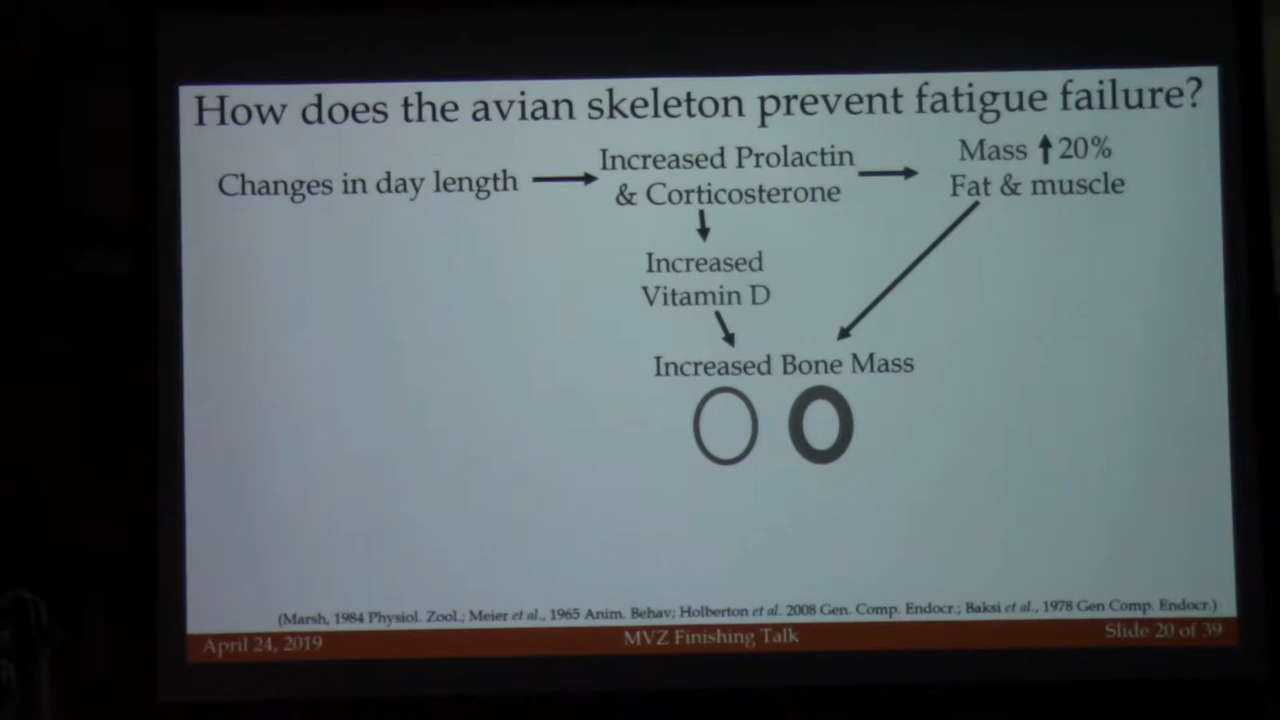 How does the avian skeleton prevent fatigue failure?
Changes in day length
Increased Prolactin
& Corticosterone
Mass ↑ 20%
Fat & muscle
Increased
Vitamin D
Increased Bone Mass
(Marsh, 1984 Physiol. Zool.; Meier et al., 1965 Anim. Behav; Holberton et al. 2008 Gen. Comp. Endocr.; Baksi et al., 1978 Gen Comp. Endocr.)
April 24, 2019
MVZ Finishing Talk
Slide 20 of 39